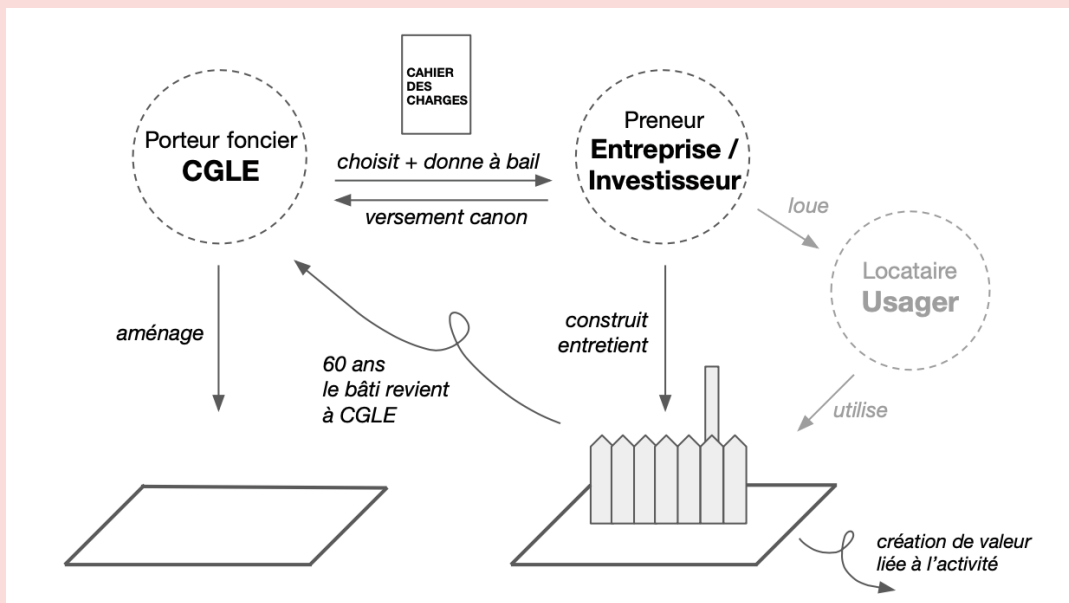 CAHIER
DES
CHARGES
Porteur foncier
CGLE
choisit + donne à bail
versement canon
Preneur
Entreprise /
Investisseur
loue
Locataire
Usager
utilise
aménage
60 ans
le bâti revient
à CGLE
construit
entretient
création de valeur
liée à l'activité